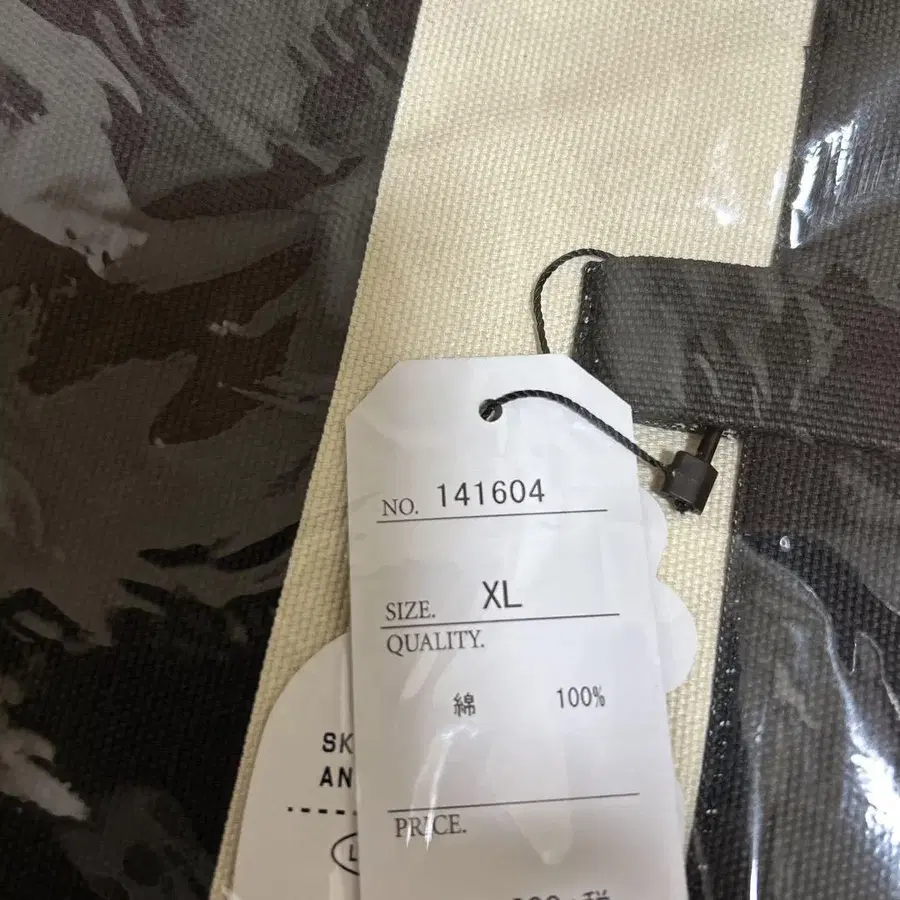 NO. 141604
SIZE. XL
QUALITY.
綿 100%
PRICE.
SK
AN
L